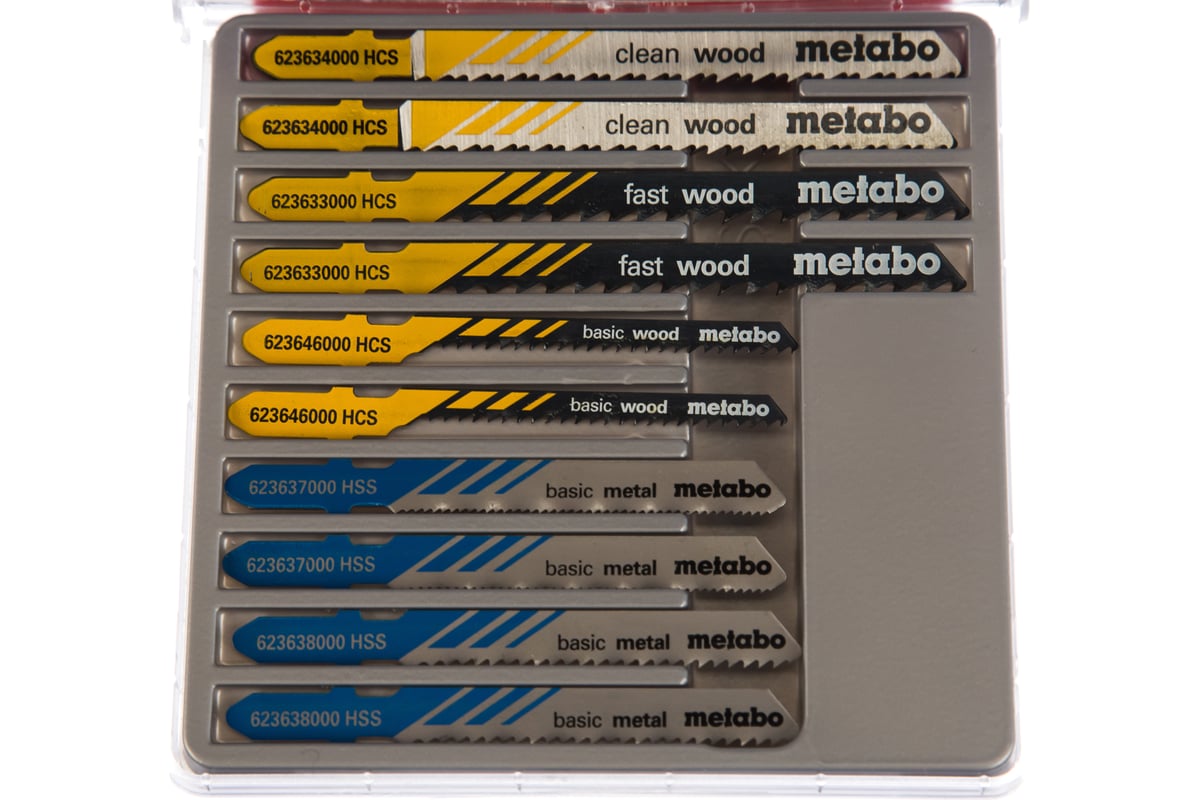 623634000 HCS clean wood metabo
623634000 HCS clean wood metabo
623633000 HCS fast wood metabo
623633000 HCS fast wood metabo
623646000 HCS basic wood metabo
623646000 HCS basic wood metabo
623637000 HSS basic metal metabo
623637000 HSS basic metal metabo
623638000 HSS basic metal metabo
623638000 HSS basic metal metabo